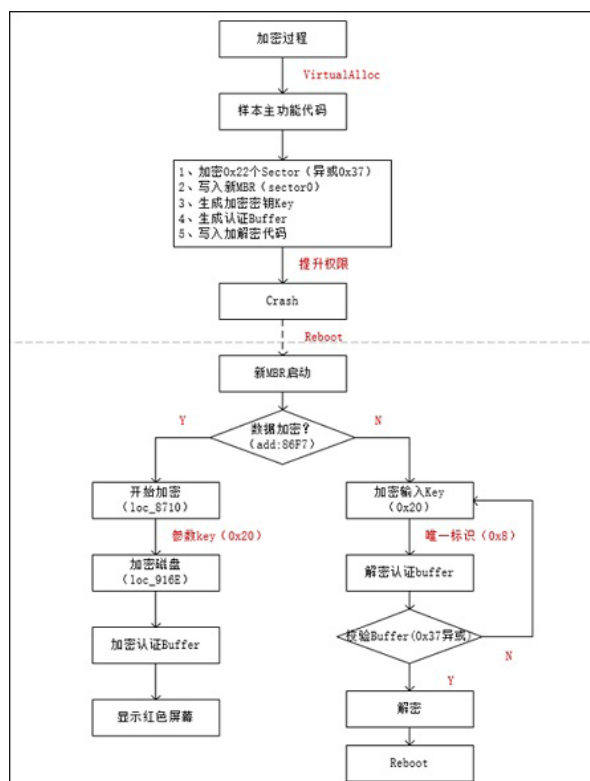 加密过程
VirtualAlloc
样本主功能代码
1、加密0x22个Sector（异或0x37）
2、写入新MBR（sector0）
3、生成加密密钥Key
4、生成认证Buffer
5、写入加解密代码
提升权限
Crash
Reboot
新MBR启动
Y
N
数据加密？
(add:86F7)
开始加密
(loc_8710)
加密输入Key
(0x20)
参数key（0x20）
唯一标识（0x8）
加密磁盘
(loc_916E)
解密认证buffer
加密认证Buffer
校验Buffer(0x37异或)
N
Y
显示红色屏幕
解密
Reboot